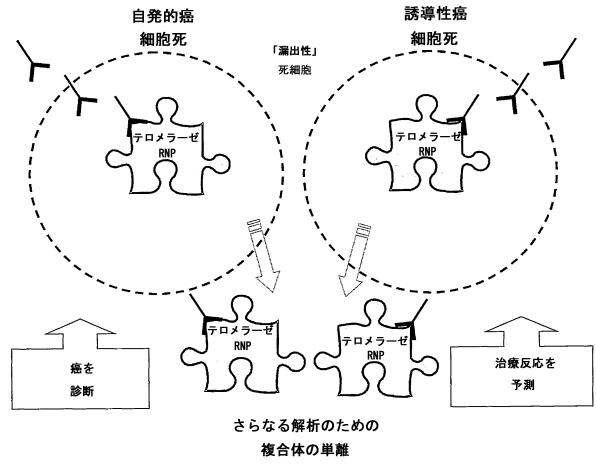 自発的癌
細胞死
誘導性癌
細胞死
「漏出性」
死細胞
テロメラーゼ
RNP
テロメラーゼ
RNP
テロメラーゼ
RNP
テロメラーゼ
RNP
癌を
診断
治療反応を
予測
さらなる解析のための
複合体の単離